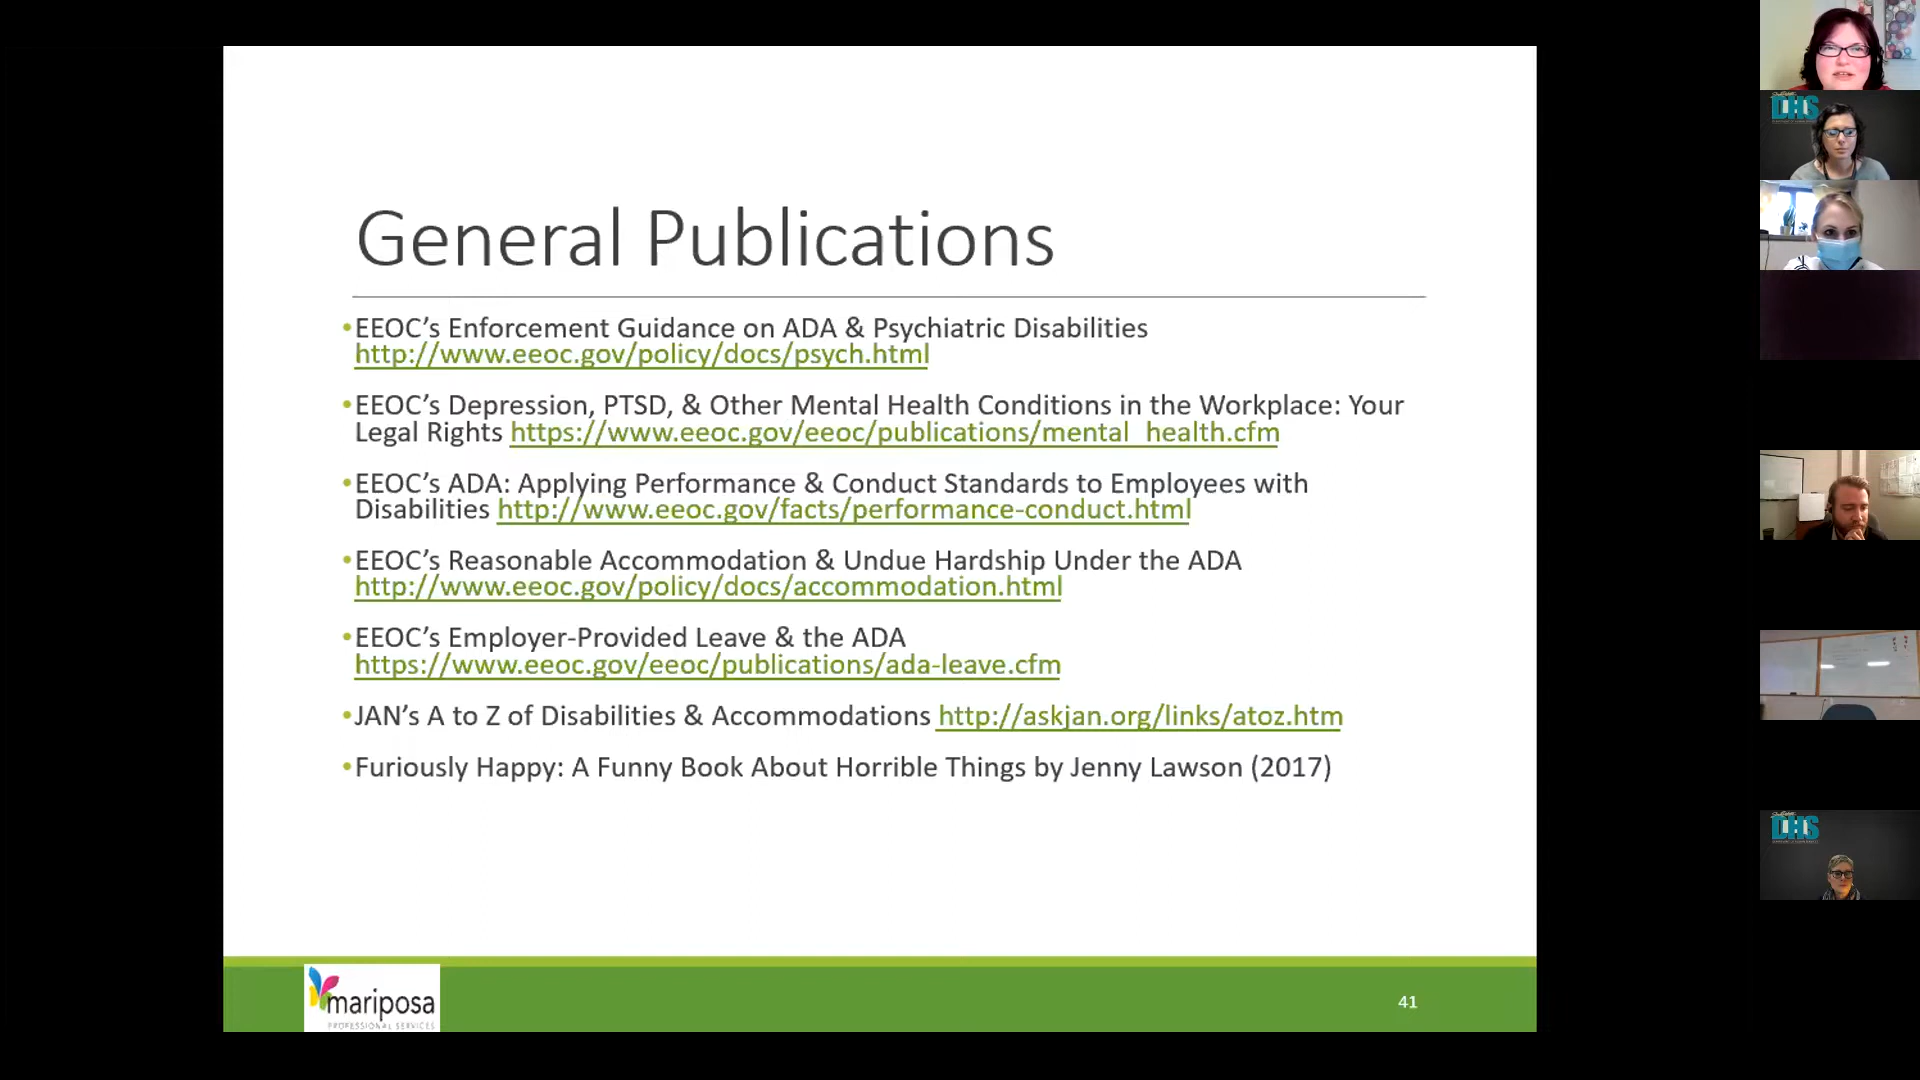 General Publications
•EEOC's Enforcement Guidance on ADA & Psychiatric Disabilities
http://www.eeoc.gov/policy/docs/psych.html
•EEOC's Depression, PTSD, & Other Mental Health Conditions in the Workplace: Your
Legal Rights https://www.eeoc.gov/eeoc/publications/mental_health.cfm
•EEOC's ADA: Applying Performance & Conduct Standards to Employees with
Disabilities http://www.eeoc.gov/facts/performance-conduct.html
•EEOC's Reasonable Accommodation & Undue Hardship Under the ADA
http://www.eeoc.gov/policy/docs/accommodation.html
•EEOC's Employer-Provided Leave & the ADA
https://www.eeoc.gov/eeoc/publications/ada-leave.cfm
•JAN's A to Z of Disabilities & Accommodations http://askjan.org/links/atoz.htm
•Furiously Happy: A Funny Book About Horrible Things by Jenny Lawson (2017)
mariposa
PROFESSIONAL SERVICES
41
DHS
DHS